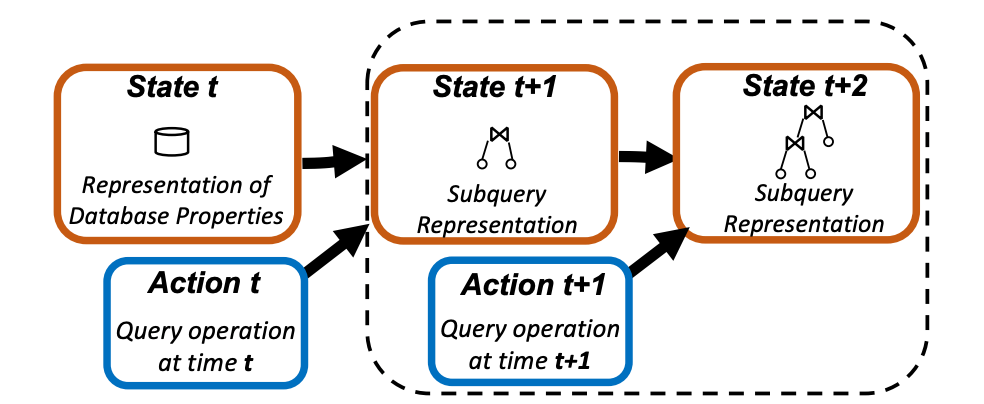 State t
Representation of
Database Properties
Action t
Query operation
at time t
State t+1
Subquery
Representation
Action t+1
Query operation
at time t+1
State t+2
Subquery
Representation